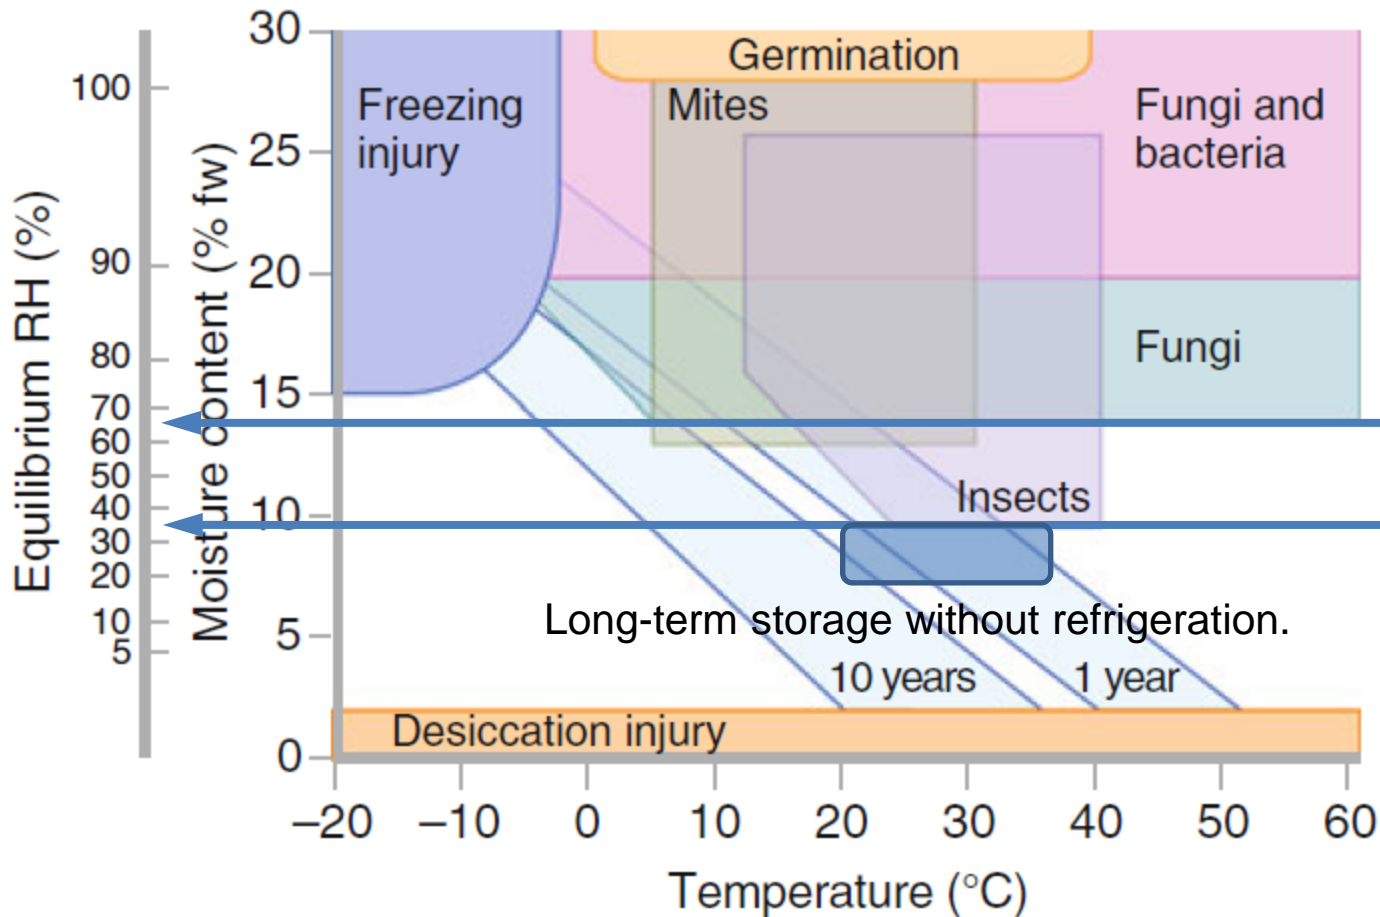 Equilibrium RH (%)
100
90
80
70
60
50
40
30
20
10
5
Moisture content (% fw)
30
25
20
15
10
5
0
Germination
Freezing
injury
Mites
Fungi and
bacteria
Fungi
Insects
Long-term storage without refrigeration.
10 years
1 year
Desiccation injury
–20 –10 0 10 20 30 40 50 60
Temperature (°C)